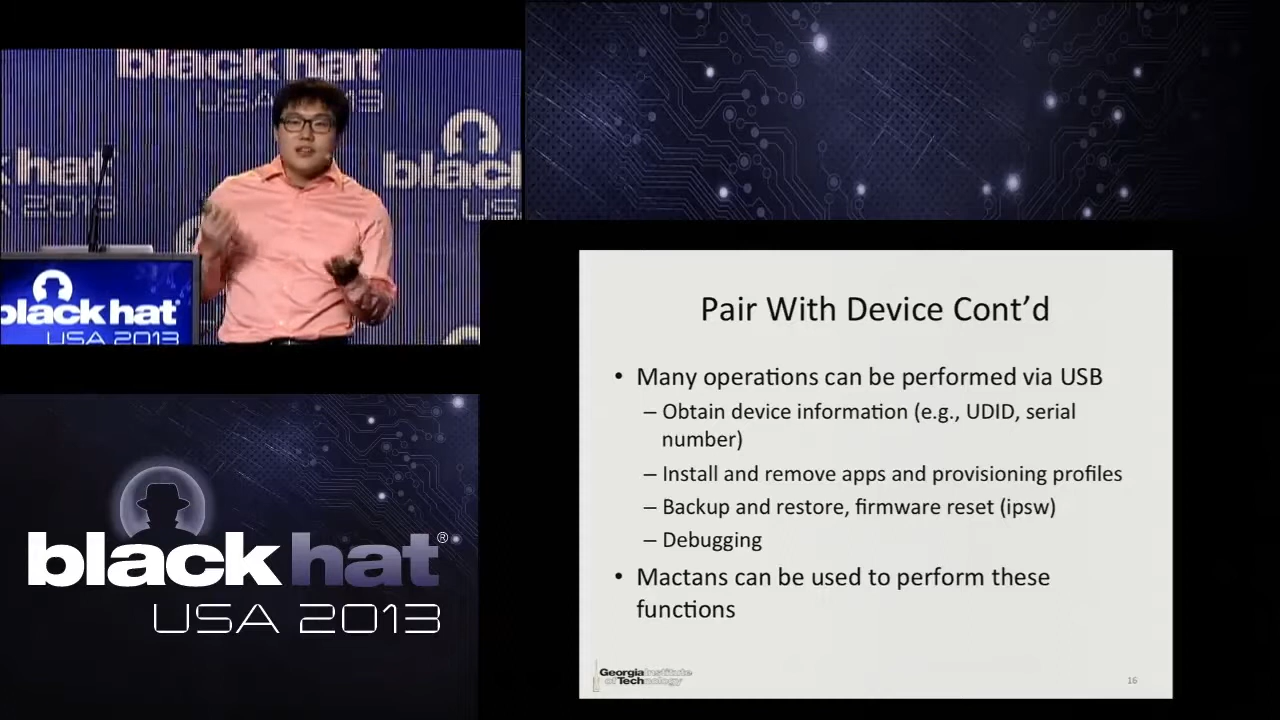 black hat
USA 2013
black hat
USA 2013
black
US
black hat
USA 2013
black hat®
USA 2013
Pair With Device Cont’d
• Many operations can be performed via USB
– Obtain device information (e.g., UDID, serial
number)
– Install and remove apps and provisioning profiles
– Backup and restore, firmware reset (ipsw)
– Debugging
• Mactans can be used to perform these
functions
Georgia Institute
of Technology
16